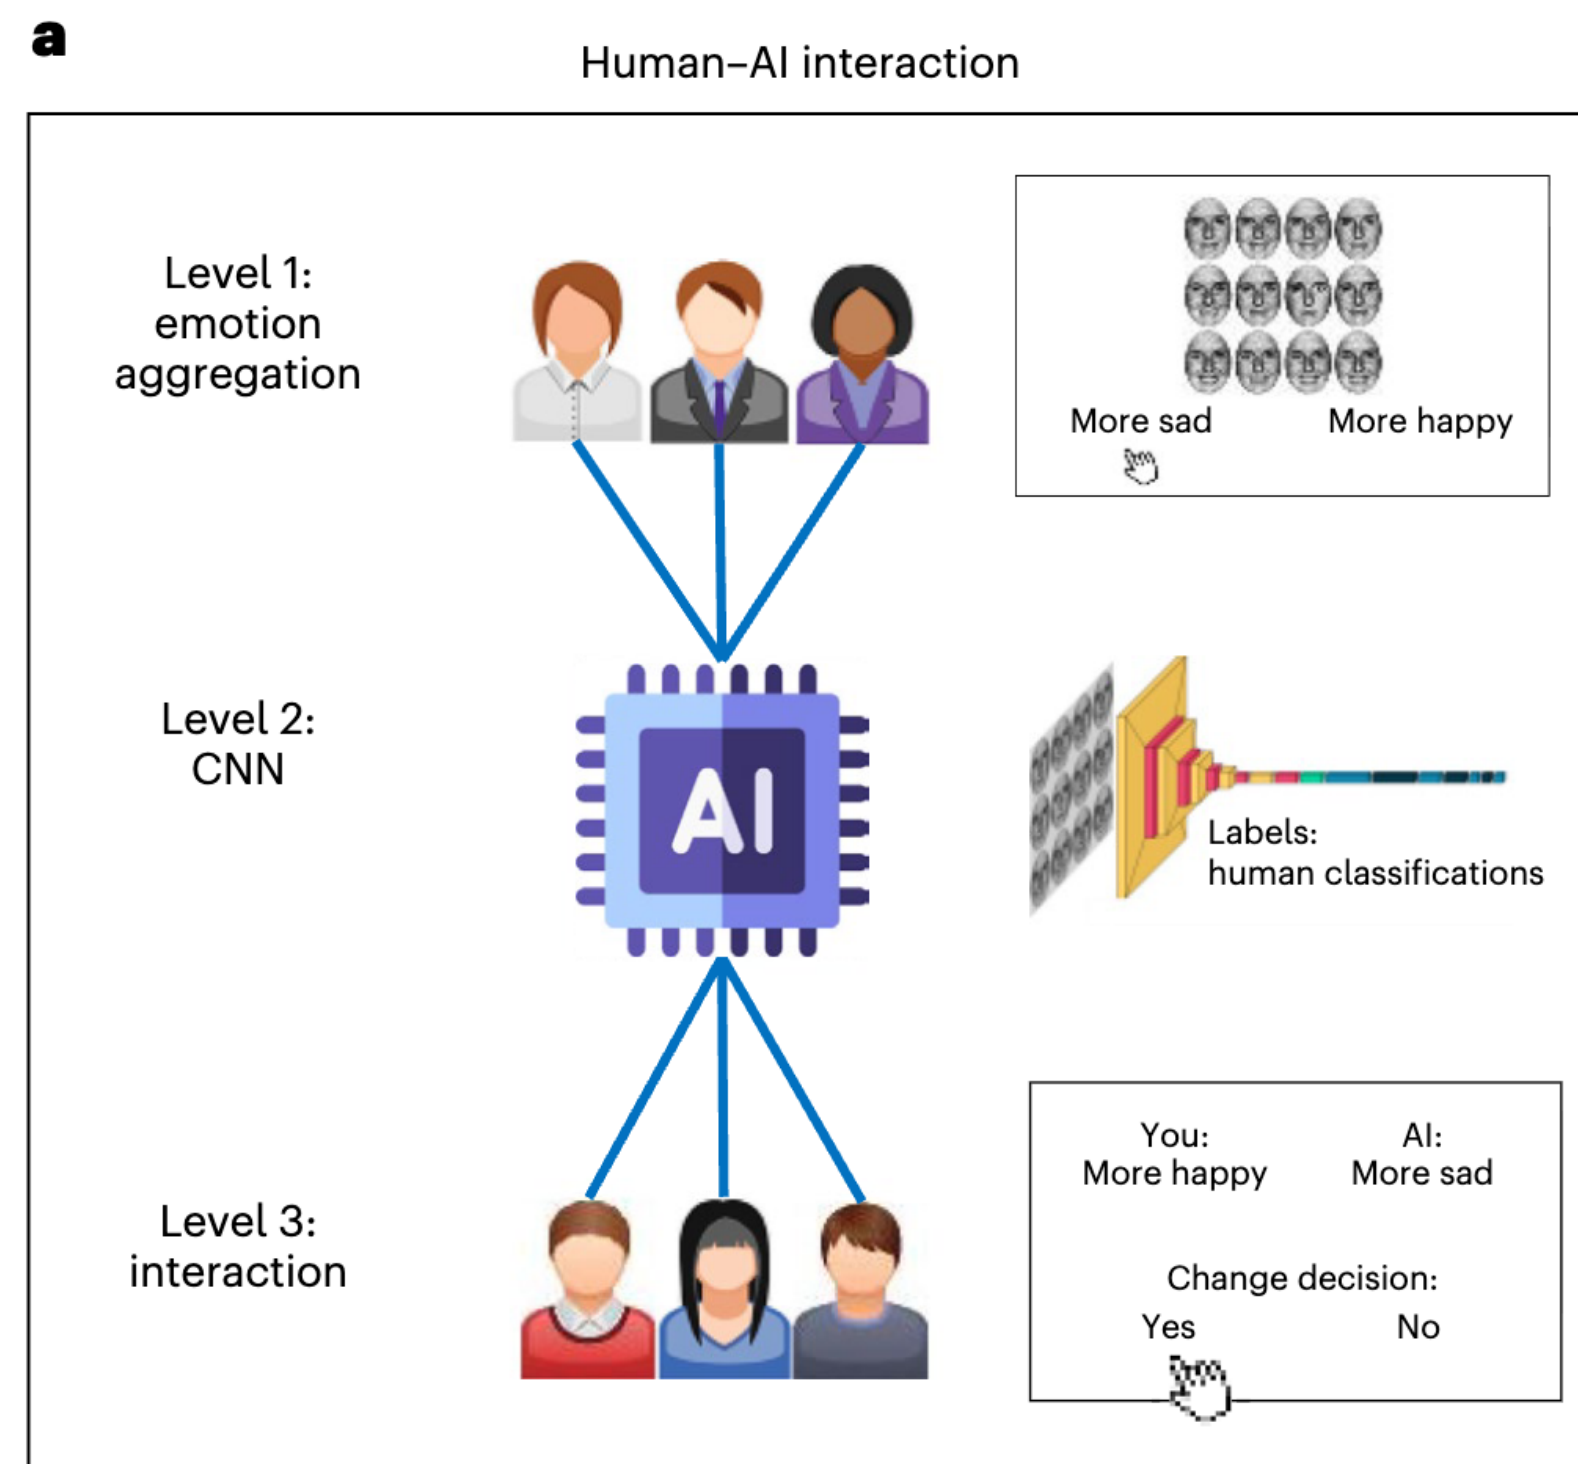 a
Human–AI interaction
Level 1:
emotion
aggregation
More sad
More happy
Level 2:
CNN
AI
Labels:
human classifications
Level 3:
interaction
You:
More happy
AI:
More sad
Change decision:
Yes
No